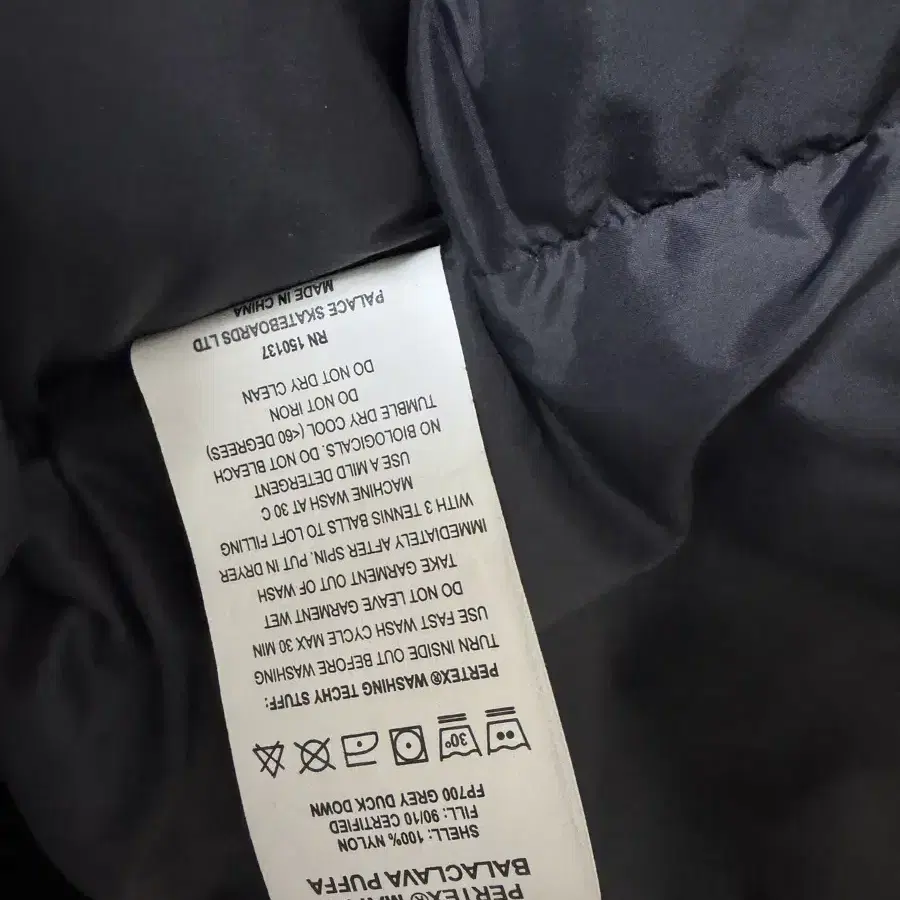 PERTEX®
BALACLAVA PUFFA
SHELL: 100% NYLON
FILL: 90/10 CERTIFIED
FP700 GREY DUCK DOWN
30°
PERTEX® WASHING TECHY STUFF:
TURN INSIDE OUT BEFORE WASHING
USE FAST WASH CYCLE MAX 30 MIN
DO NOT LEAVE GARMENT WET
TAKE GARMENT OUT OF WASH
IMMEDIATELY AFTER SPIN. PUT IN DRYER
WITH 3 TENNIS BALLS TO LOFT FILLING
MACHINE WASH AT 30 C
USE A MILD DETERGENT
NO BIOLOGICALS. DO NOT BLEACH
TUMBLE DRY COOL (<60 DEGREES)
DO NOT IRON
DO NOT DRY CLEAN
RN 150137
PALACE SKATEBOARDS LTD
MADE IN CHINA